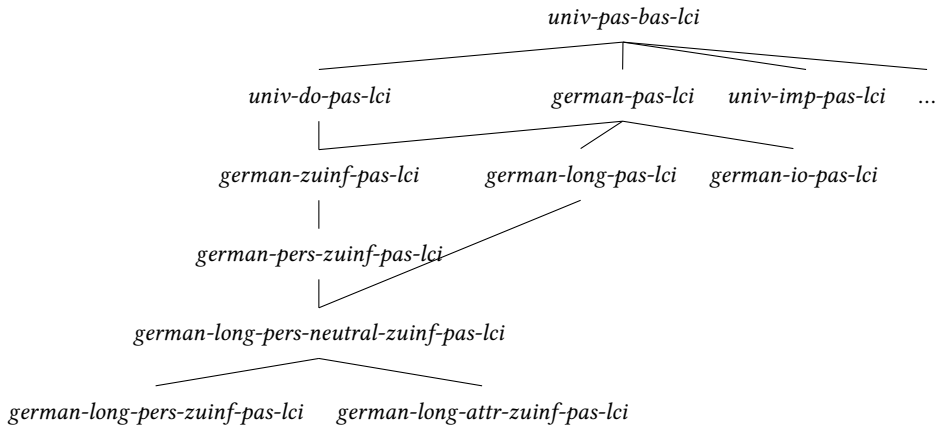 univ-pas-bas-lci
univ-do-pas-lci german-pas-lci univ-imp-pas-lci ...
german-zuinf-pas-lci german-long-pas-lci german-io-pas-lci
german-pers-zuinf-pas-lci
german-long-pers-neutral-zuinf-pas-lci
german-long-pers-zuinf-pas-lci german-long-attr-zuinf-pas-lci